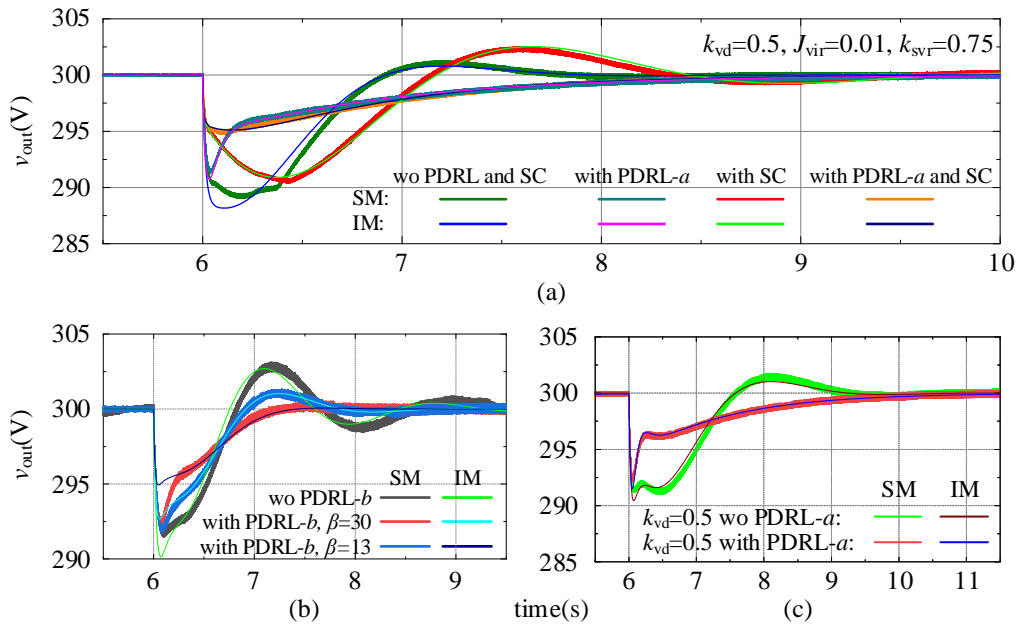 305
300
295
290
285
v_out(V)
k_vd=0.5, J_vir=0.01, k_svr=0.75
wo PDRL and SC with PDRL-a with SC with PDRL-a and SC
SM:
IM:
6 7 8 9 10
(a)
305
300
295
290
v_out(V)
SM IM
wo PDRL-b
with PDRL-b, β=30
with PDRL-b, β=13
6 7 8 9
(b)
305
300
295
290
285
SM IM
k_vd=0.5 wo PDRL-a:
k_vd=0.5 with PDRL-a:
6 7 8 9 10 11
time(s)
(c)